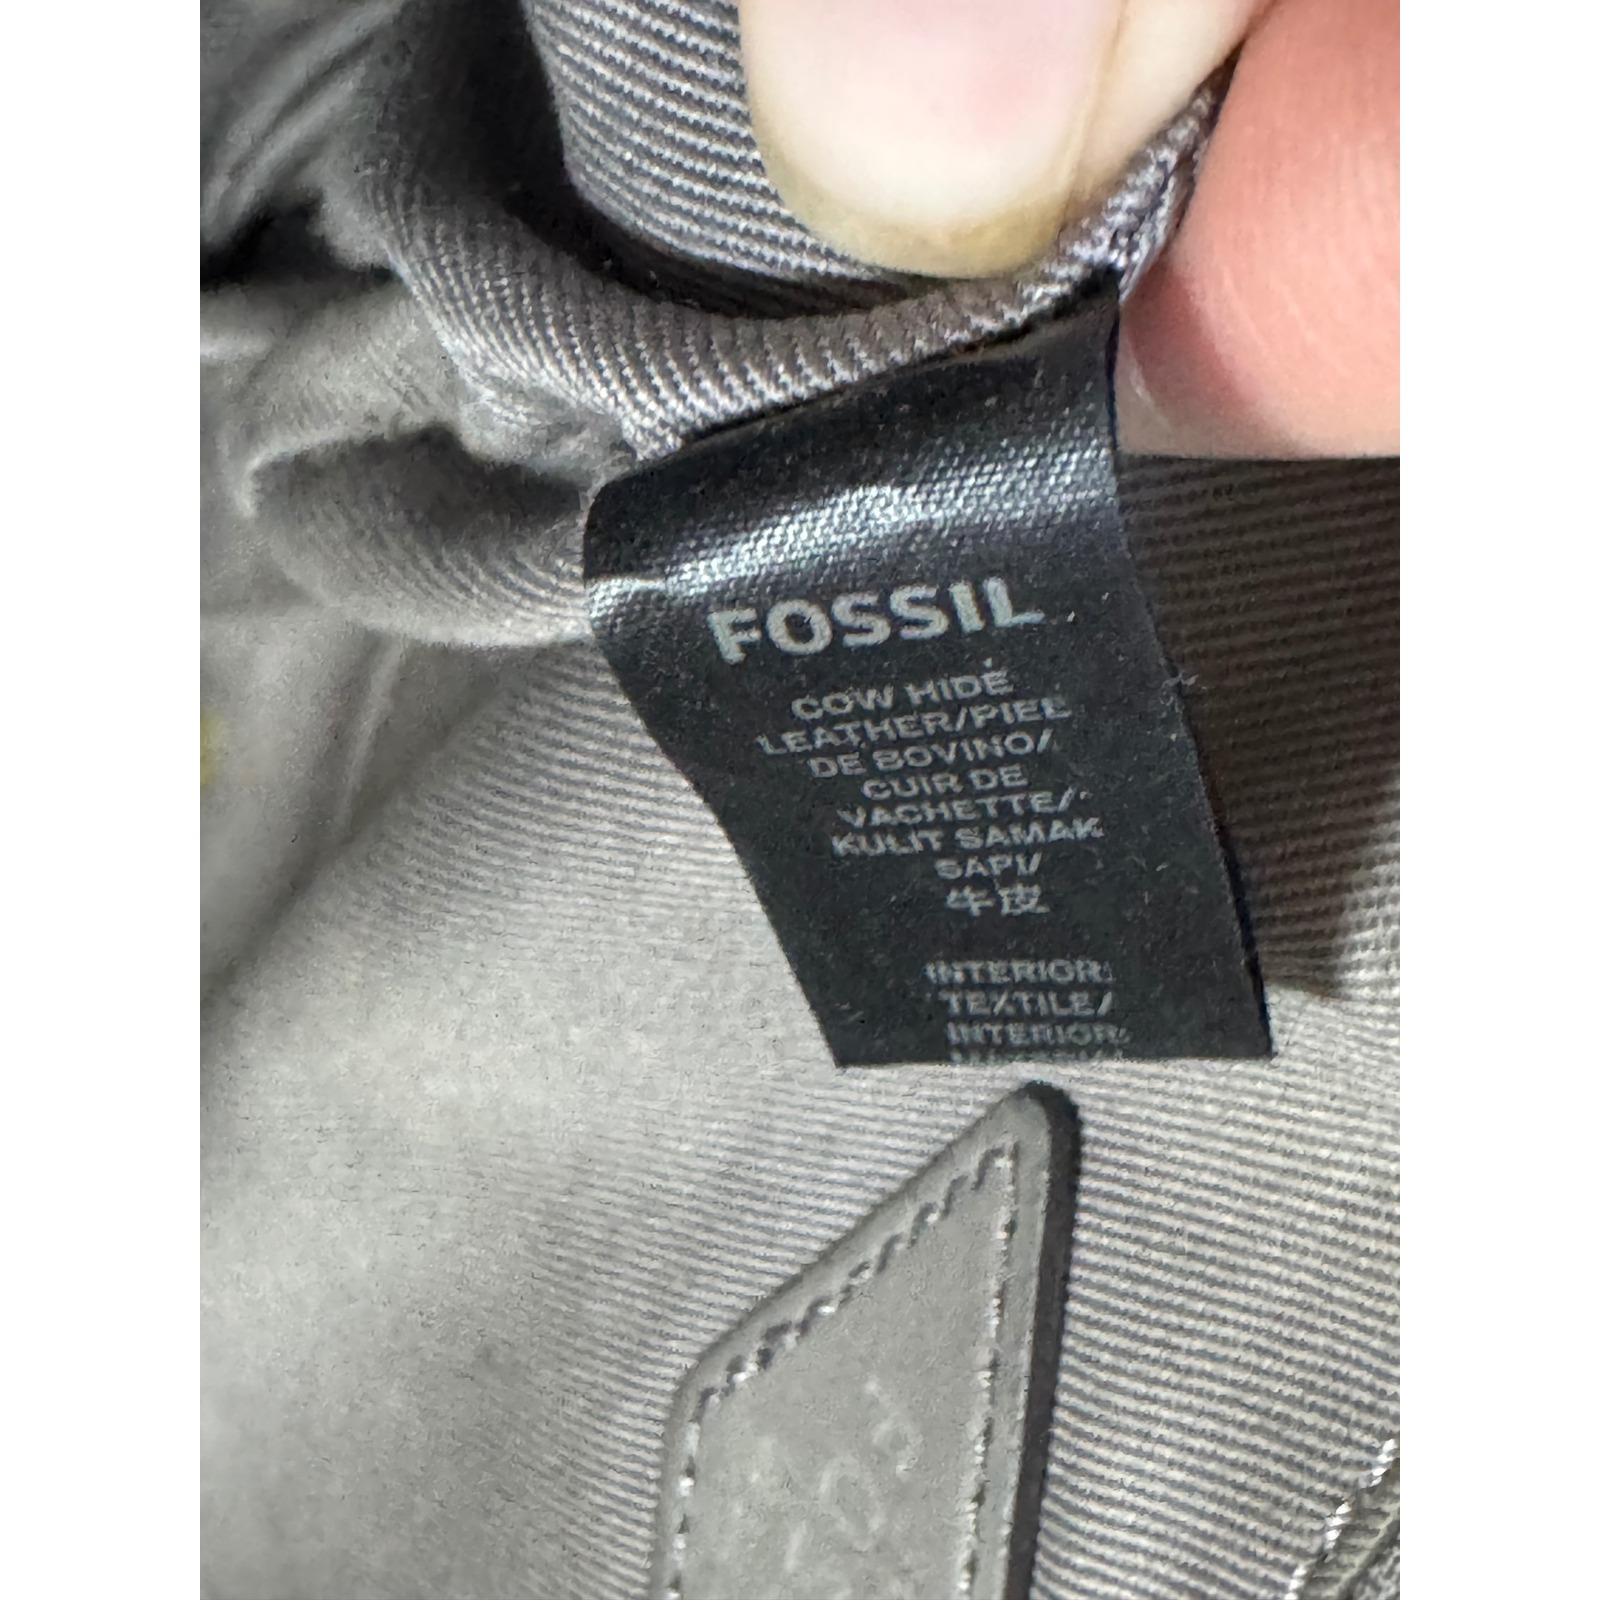 FOSSIL
COW HIDE
LEATHER/PIEL
DE BOVINO/
CUIR DE
VACHETTE/
KULIT SAMAK
SAPI/
牛皮
INTERIOR:
TEXTILE/
INTERIOR: